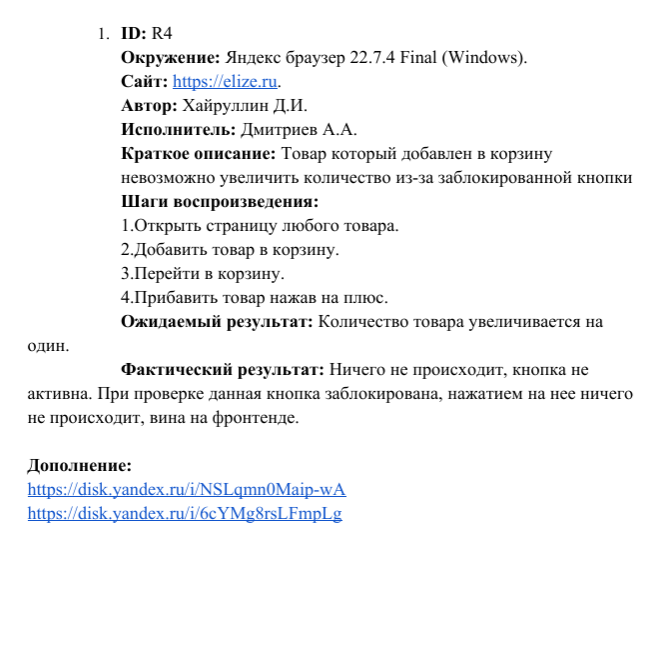 1. ID: R4
Окружение: Яндекс браузер 22.7.4 Final (Windows).
Сайт: https://elize.ru.
Автор: Хайруллин Д.И.
Исполнитель: Дмитриев А.А.
Краткое описание: Товар который добавлен в корзину
невозможно увеличить количество из-за заблокированной кнопки
Шаги воспроизведения:
1.Открыть страницу любого товара.
2.Добавить товар в корзину.
3.Перейти в корзину.
4.Прибавить товар нажав на плюс.
Ожидаемый результат: Количество товара увеличивается на
один.
Фактический результат: Ничего не происходит, кнопка не
активна. При проверке данная кнопка заблокирована, нажатием на нее ничего
не происходит, вина на фронтенде.
Дополнение:
https://disk.yandex.ru/i/NSLqmn0Maip-wA
https://disk.yandex.ru/i/6cYMg8rsLFmpLg